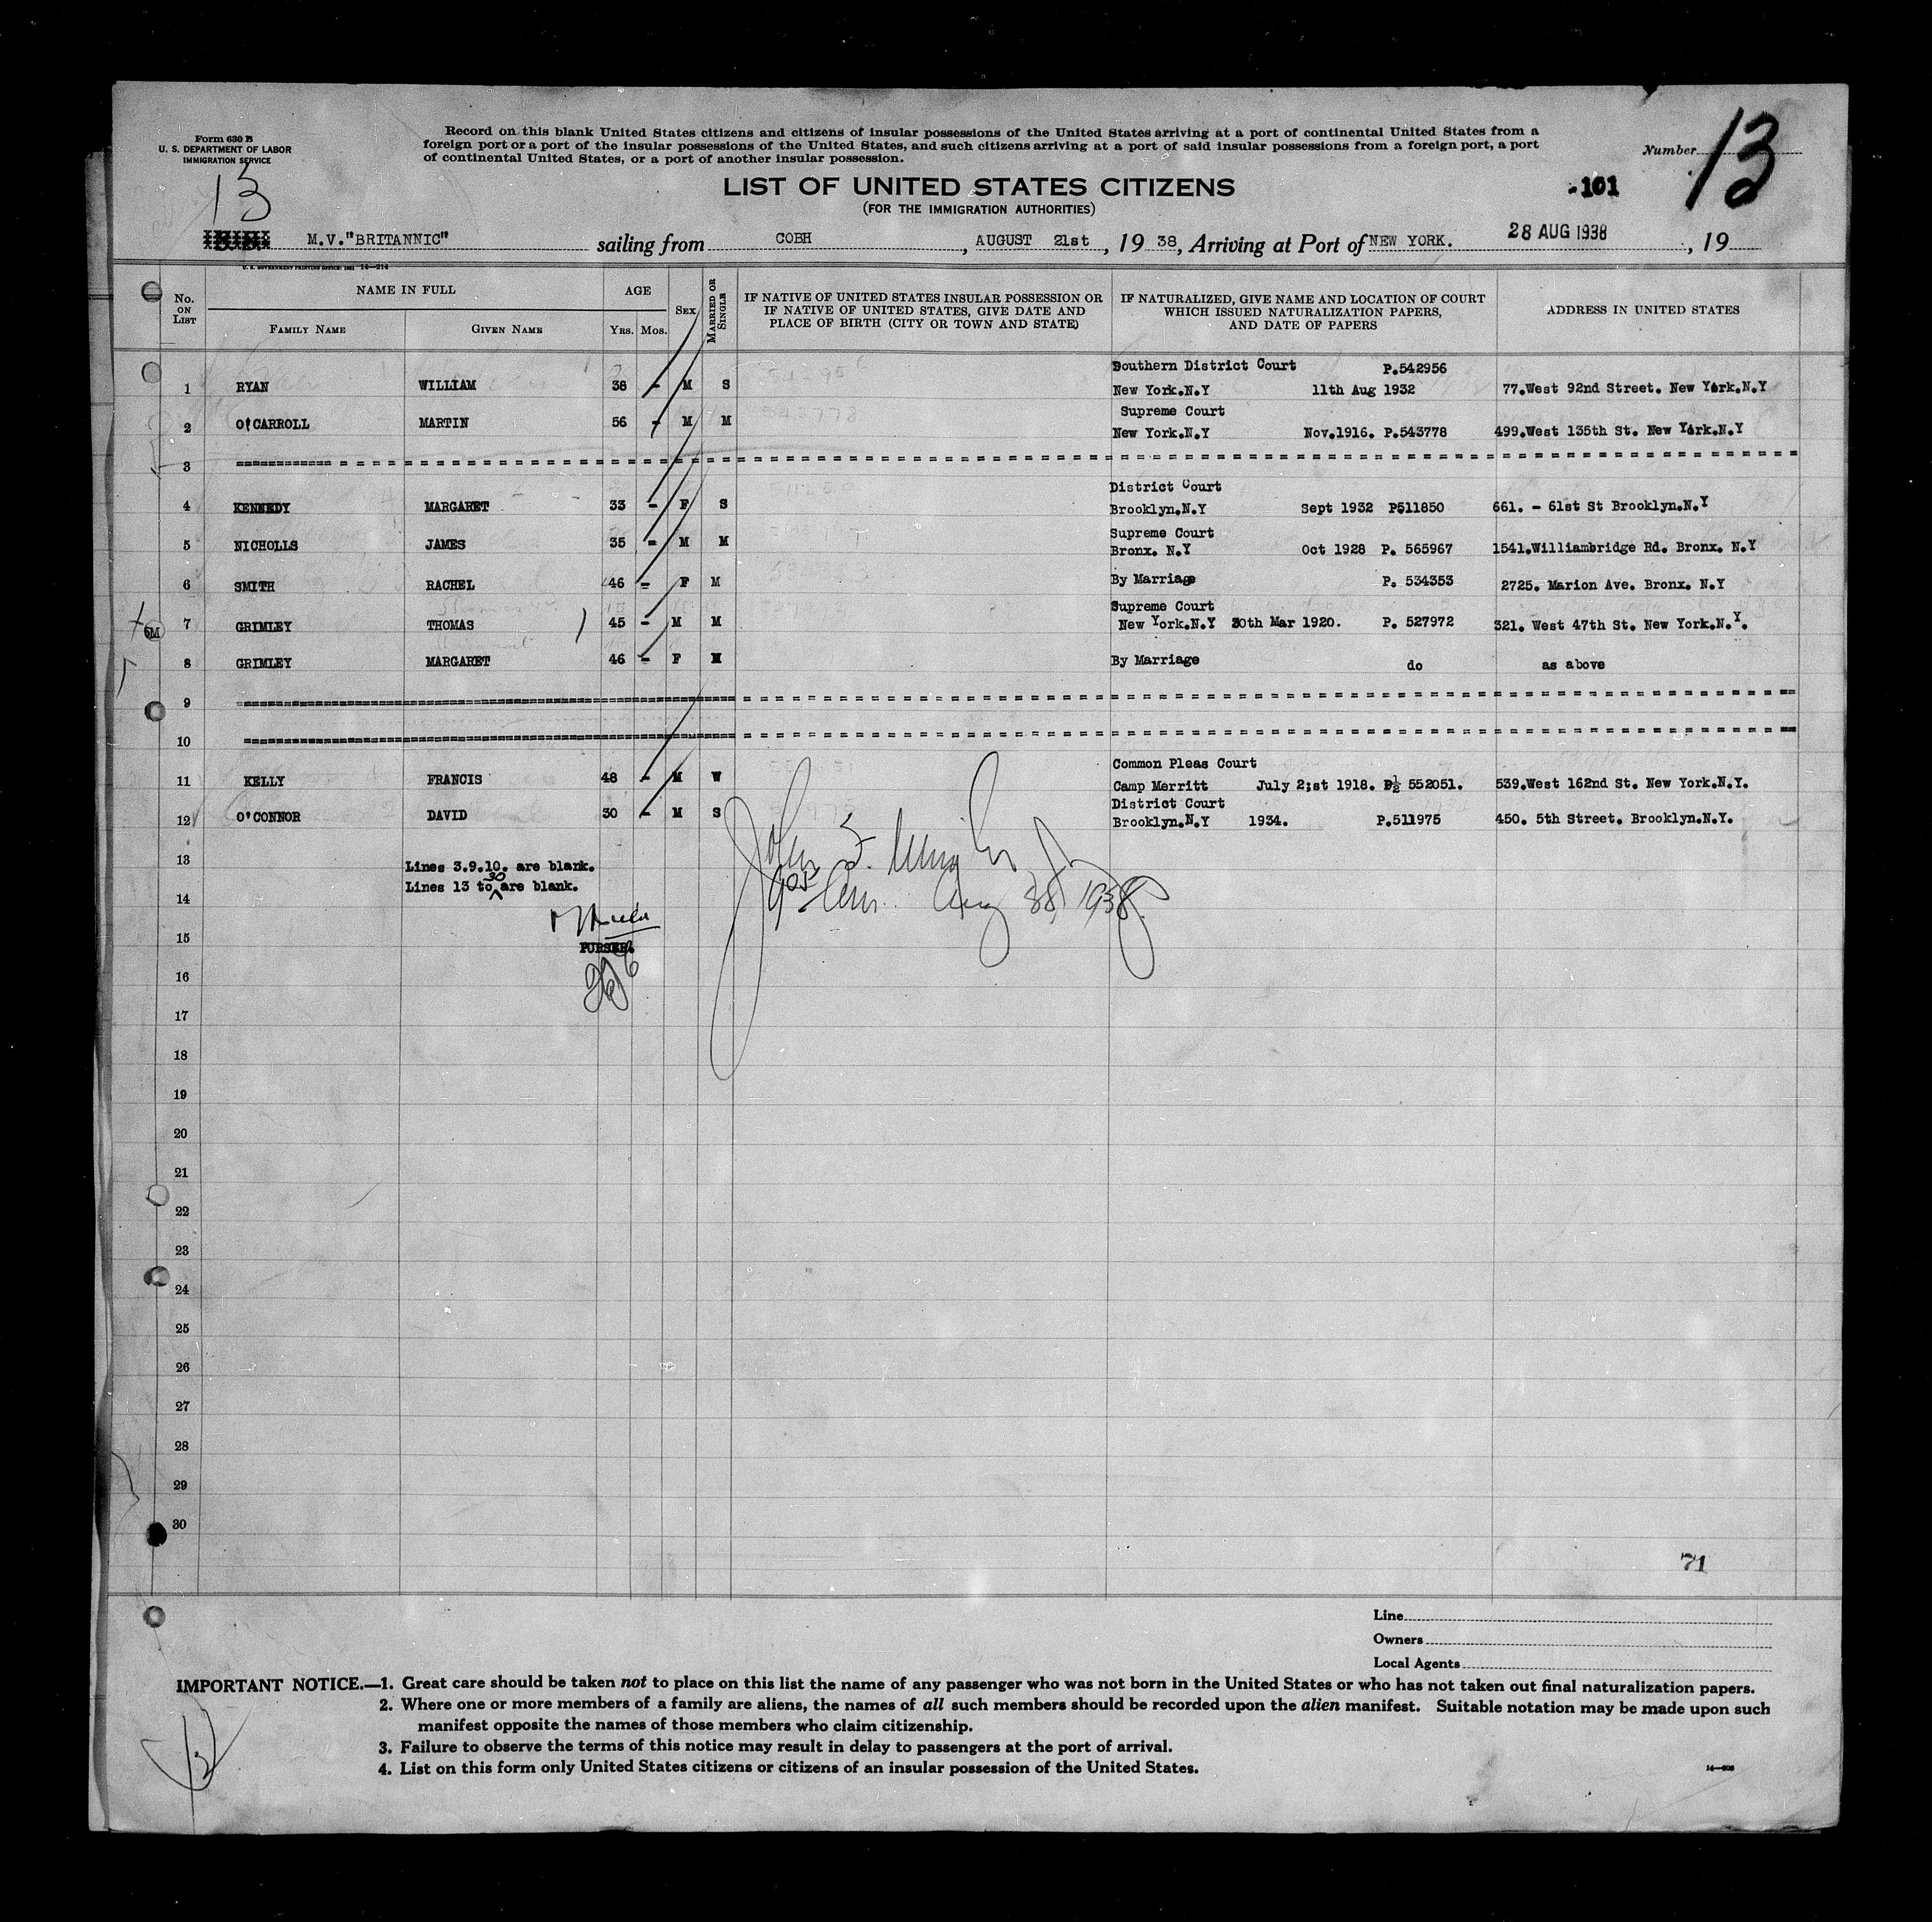 Form 630 B
U. S. DEPARTMENT OF LABOR
IMMIGRATION SERVICE
13
Record on this blank United States citizens and citizens of insular possessions of the United States arriving at a port of continental United States from a
foreign port or a port of the insular possessions of the United States, and such citizens arriving at a port of said insular possessions from a foreign port, a port
of continental United States, or a port of another insular possession.
Number 13
LIST OF UNITED STATES CITIZENS
(FOR THE IMMIGRATION AUTHORITIES)
-101
M.V."BRITANNIC" sailing from COBH, AUGUST 21st, 19 38, Arriving at Port of NEW YORK. 28 AUG 1938, 19
U. S. GOVERNMENT PRINTING OFFICE: 1931 14-214
No. ON LIST
NAME IN FULL
FAMILY NAME GIVEN NAME
AGE
YRS. MOS.
SEX
MARRIED OR SINGLE
IF NATIVE OF UNITED STATES INSULAR POSSESSION OR
IF NATIVE OF UNITED STATES, GIVE DATE AND
PLACE OF BIRTH (CITY OR TOWN AND STATE)
IF NATURALIZED, GIVE NAME AND LOCATION OF COURT
WHICH ISSUED NATURALIZATION PAPERS,
AND DATE OF PAPERS
ADDRESS IN UNITED STATES
Southern District Court P.542956
1 RYAN WILLIAM 38 - M S New York.N.Y 11th Aug 1932 77.West 92nd Street. New York.N.Y
Supreme Court
2 O'CARROLL MARTIN 56 - M M New York.N.Y Nov.1916. P.543778 499.West 135th St. New York.N.Y
3
District Court
4 KENNEDY MARGARET 33 - F S Brooklyn.N.Y Sept 1932 P511850 661. - 61st St Brooklyn.N.Y
Supreme Court
5 NICHOLLS JAMES 35 - M M Bronx. N.Y Oct 1928 P. 565967 1541.Williambridge Rd. Bronx. N.Y
6 SMITH RACHEL 46 - F M By Marriage P. 534353 2725. Marion Ave. Bronx. N.Y
Supreme Court
7 GRIMLEY THOMAS 45 - M M New York.N.Y 30th Mar 1920. P. 527972 321. West 47th St. New York.N.Y.
8 GRIMLEY MARGARET 46 - F M By Marriage do as above
9
10
Common Pleas Court
11 KELLY FRANCIS 48 - M W Camp Merritt July 2;st 1918. P½ 552051. 539.West 162nd St. New York.N.Y.
District Court
12 O'CONNOR DAVID 30 - M S Brooklyn.N.Y 1934. P.511975 450. 5th Street. Brooklyn.N.Y.
13
Lines 3.9.10. are blank.
Lines 13 to 30 are blank.
14
15
PURSER.
16
17
18
19
20
21
22
23
24
25
26
27
28
29
30
71
Line
Owners
Local Agents
IMPORTANT NOTICE.—1. Great care should be taken not to place on this list the name of any passenger who was not born in the United States or who has not taken out final naturalization papers.
2. Where one or more members of a family are aliens, the names of all such members should be recorded upon the alien manifest. Suitable notation may be made upon such
manifest opposite the names of those members who claim citizenship.
3. Failure to observe the terms of this notice may result in delay to passengers at the port of arrival.
4. List on this form only United States citizens or citizens of an insular possession of the United States.